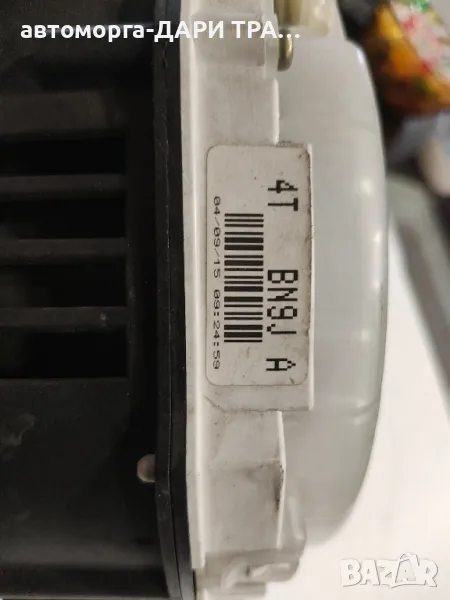 автоморга-ДАРИ ТРА...
4T BN9J A
04/09/15 09:24:59
BAZAR